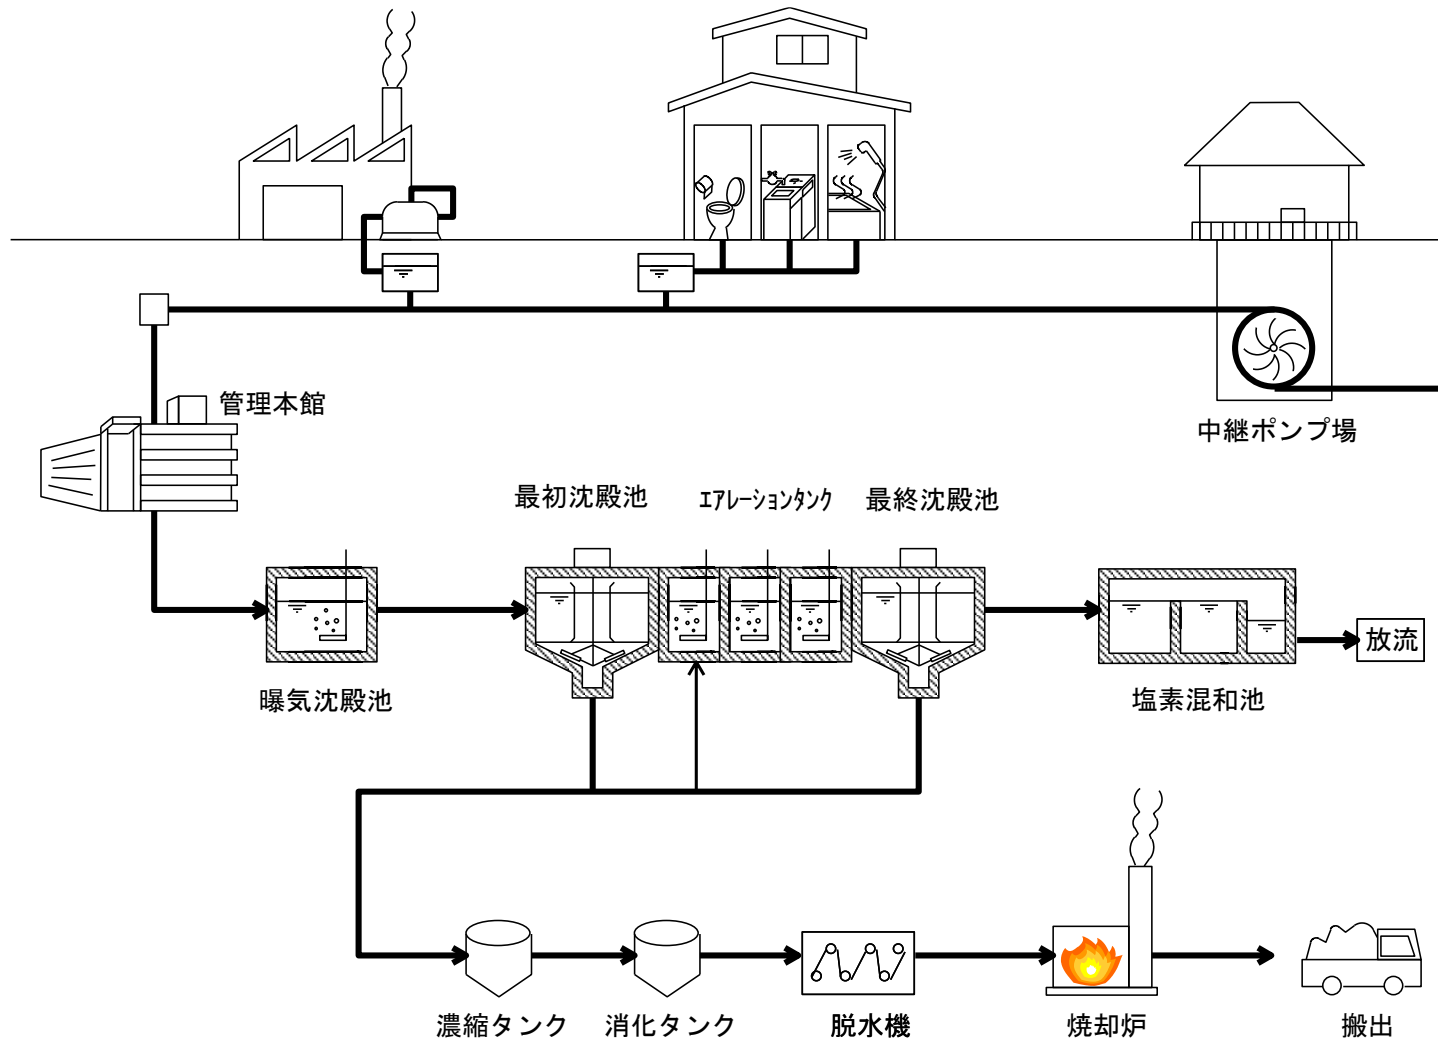 管理本館
中継ポンプ場
最初沈殿池
ｴｱﾚｰｼｮﾝﾀﾝｸ
最終沈殿池
放流
曝気沈殿池
塩素混和池
濃縮タンク
消化タンク
脱水機
焼却炉
搬出